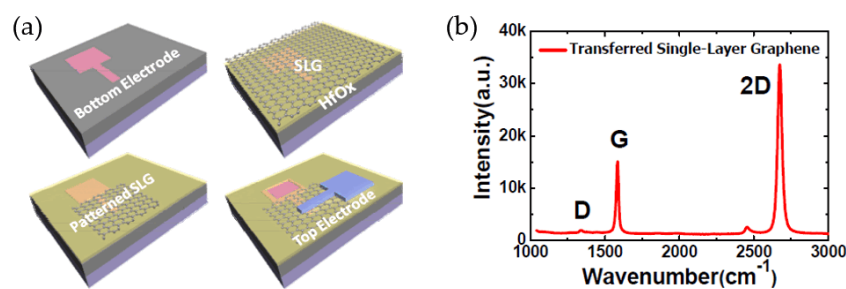 (a)
Bottom Electrode
SLG
HfOx
Patterned SLG
Top Electrode
(b)
Transferred Single-Layer Graphene
40k
30k
20k
10k
0
Intensity(a.u.)
D
G
2D
1000 1500 2000 2500 3000
Wavenumber(cm⁻¹)